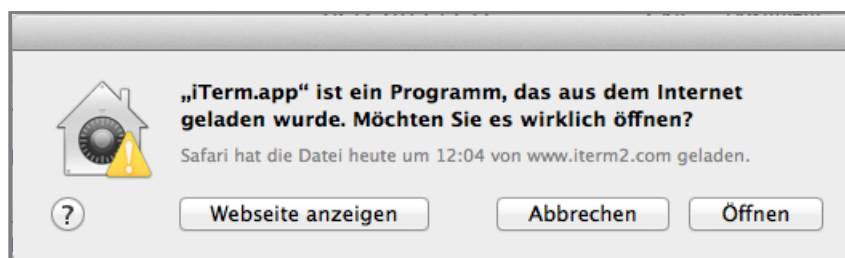 „iTerm.app“ ist ein Programm, das aus dem Internet
geladen wurde. Möchten Sie es wirklich öffnen?
Safari hat die Datei heute um 12:04 von www.iterm2.com geladen.
?
Webseite anzeigen
Abbrechen
Öffnen